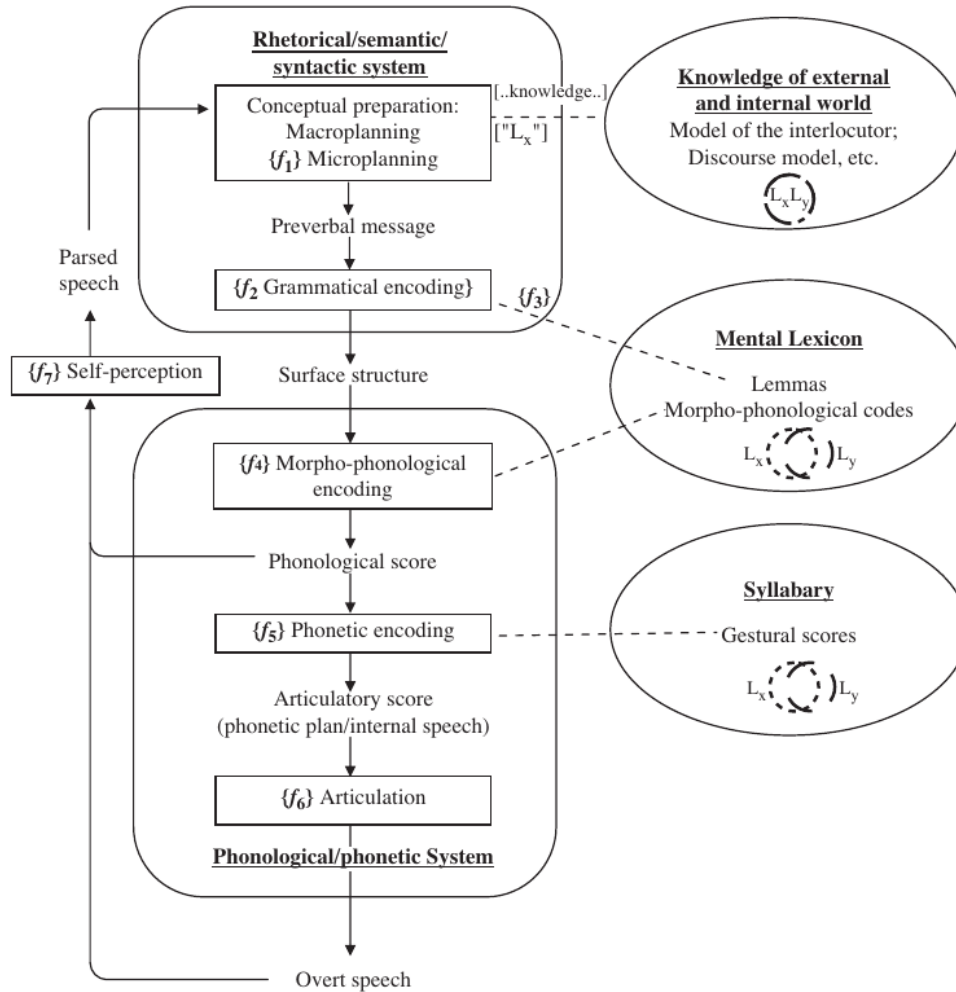 Rhetorical/semantic/
syntactic system
Conceptual preparation:
Macroplanning
{f1} Microplanning
[..knowledge..]
["Lx"]
Knowledge of external
and internal world
Model of the interlocutor;
Discourse model, etc.
LxLy
Preverbal message
Parsed
speech
{f2 Grammatical encoding}
{f3}
Mental Lexicon
Lemmas
Morpho-phonological codes
Lx
Ly
{f7} Self-perception
Surface structure
{f4} Morpho-phonological
encoding
Phonological score
Syllabary
Gestural scores
Lx
Ly
{f5} Phonetic encoding
Articulatory score
(phonetic plan/internal speech)
{f6} Articulation
Phonological/phonetic System
Overt speech